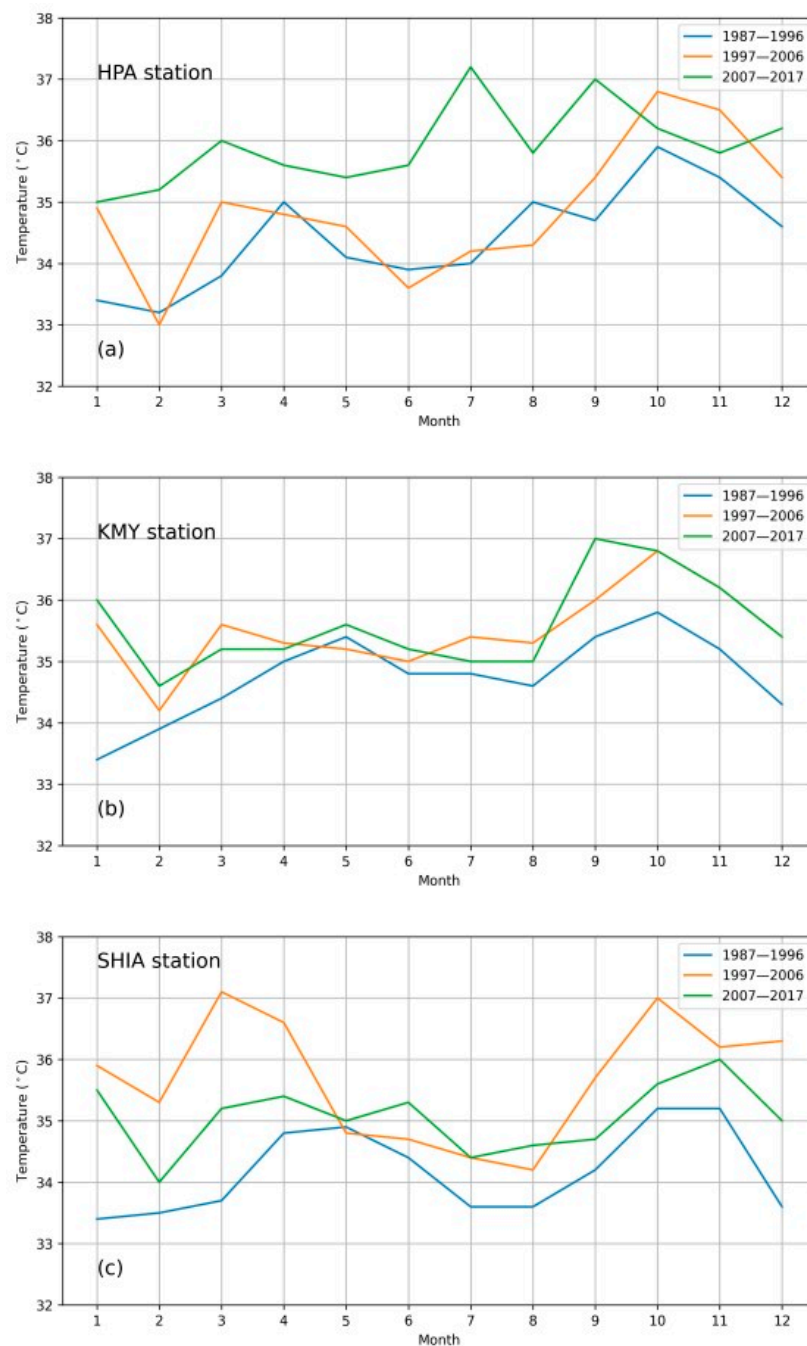 38
37
36
35
34
33
32
Temperature (°C)
HPA station
1987—1996
1997—2006
2007—2017
(a)
1 2 3 4 5 6 7 8 9 10 11 12
Month
38
37
36
35
34
33
32
Temperature (°C)
KMY station
1987—1996
1997—2006
2007—2017
(b)
1 2 3 4 5 6 7 8 9 10 11 12
Month
38
37
36
35
34
33
32
Temperature (°C)
SHIA station
1987—1996
1997—2006
2007—2017
(c)
1 2 3 4 5 6 7 8 9 10 11 12
Month